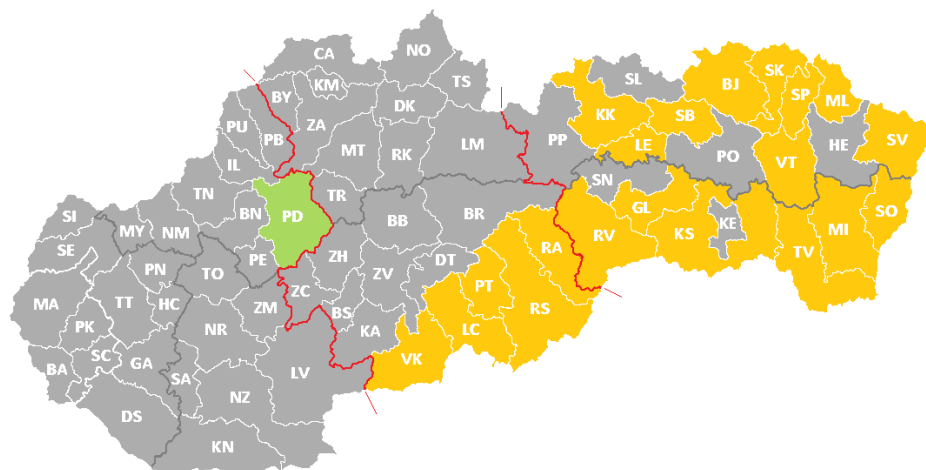 NO
CA
TS
KM
BY
SL
SK
BJ
SP
ML
DK
KK
SB
ZA
PU
PB
LM
PP
HE
SV
MT
RK
LE
PO
VT
IL
TR
SN
TN
BN
PD
BB
BR
GL
SO
SI
MY
NM
KE
RV
KS
MI
SE
PE
ZH
DT
RA
TV
PN
TO
ZV
PT
ZC
MA
TT
HC
ZM
BS
KA
RS
PK
NR
LC
SC
GA
VK
BA
SA
LV
NZ
DS
KN